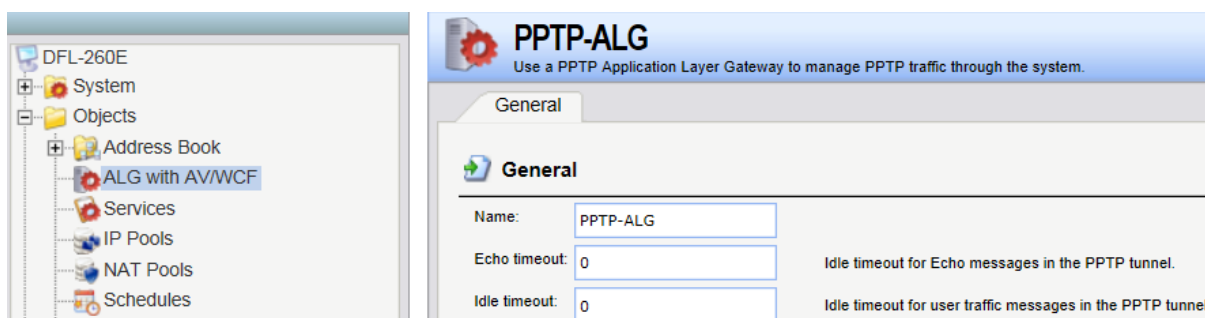 DFL-260E
System
Objects
Address Book
ALG with AV/WCF
Services
IP Pools
NAT Pools
Schedules
PPTP-ALG
Use a PPTP Application Layer Gateway to manage PPTP traffic through the system.
General
General
Name: PPTP-ALG
Echo timeout: 0 Idle timeout for Echo messages in the PPTP tunnel.
Idle timeout: 0 Idle timeout for user traffic messages in the PPTP tunnel